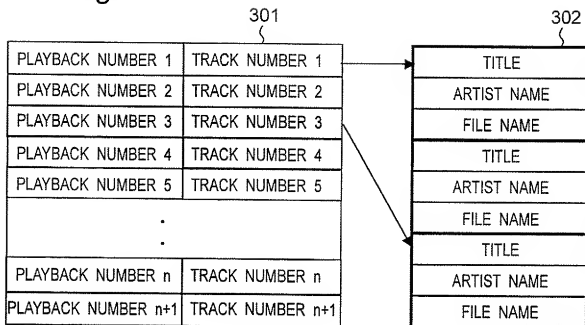 301
302
PLAYBACK NUMBER 1 TRACK NUMBER 1
PLAYBACK NUMBER 2 TRACK NUMBER 2
PLAYBACK NUMBER 3 TRACK NUMBER 3
PLAYBACK NUMBER 4 TRACK NUMBER 4
PLAYBACK NUMBER 5 TRACK NUMBER 5
.
.
PLAYBACK NUMBER n TRACK NUMBER n
PLAYBACK NUMBER n+1 TRACK NUMBER n+1
TITLE
ARTIST NAME
FILE NAME
TITLE
ARTIST NAME
FILE NAME
TITLE
ARTIST NAME
FILE NAME